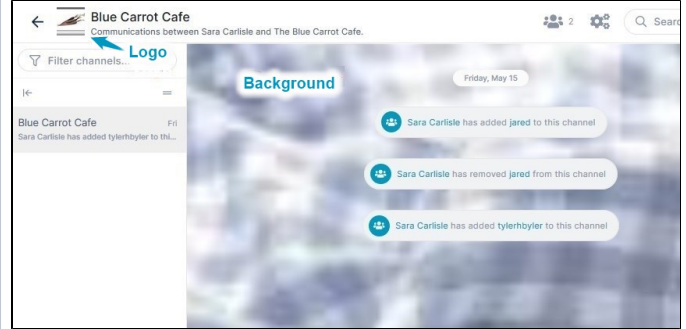 Blue Carrot Cafe
Communications between Sara Carlisle and The Blue Carrot Cafe.
2
Sear
Logo
Filter channels...
Background
Friday, May 15
Blue Carrot Cafe Fri
Sara Carlisle has added tylerhbyler to thi...
Sara Carlisle has added jared to this channel
Sara Carlisle has removed jared from this channel
Sara Carlisle has added tylerhbyler to this channel